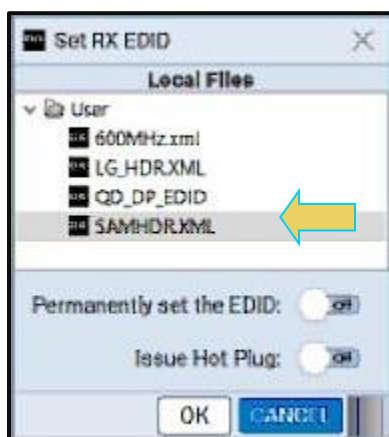 Set RX EDID
Local Files
User
600MHz.xml
LG_HDR.XML
QD_DP_EDID
SAMHDR.XML
Permanently set the EDID: Off
Issue Hot Plug: Off
OK CANCEL